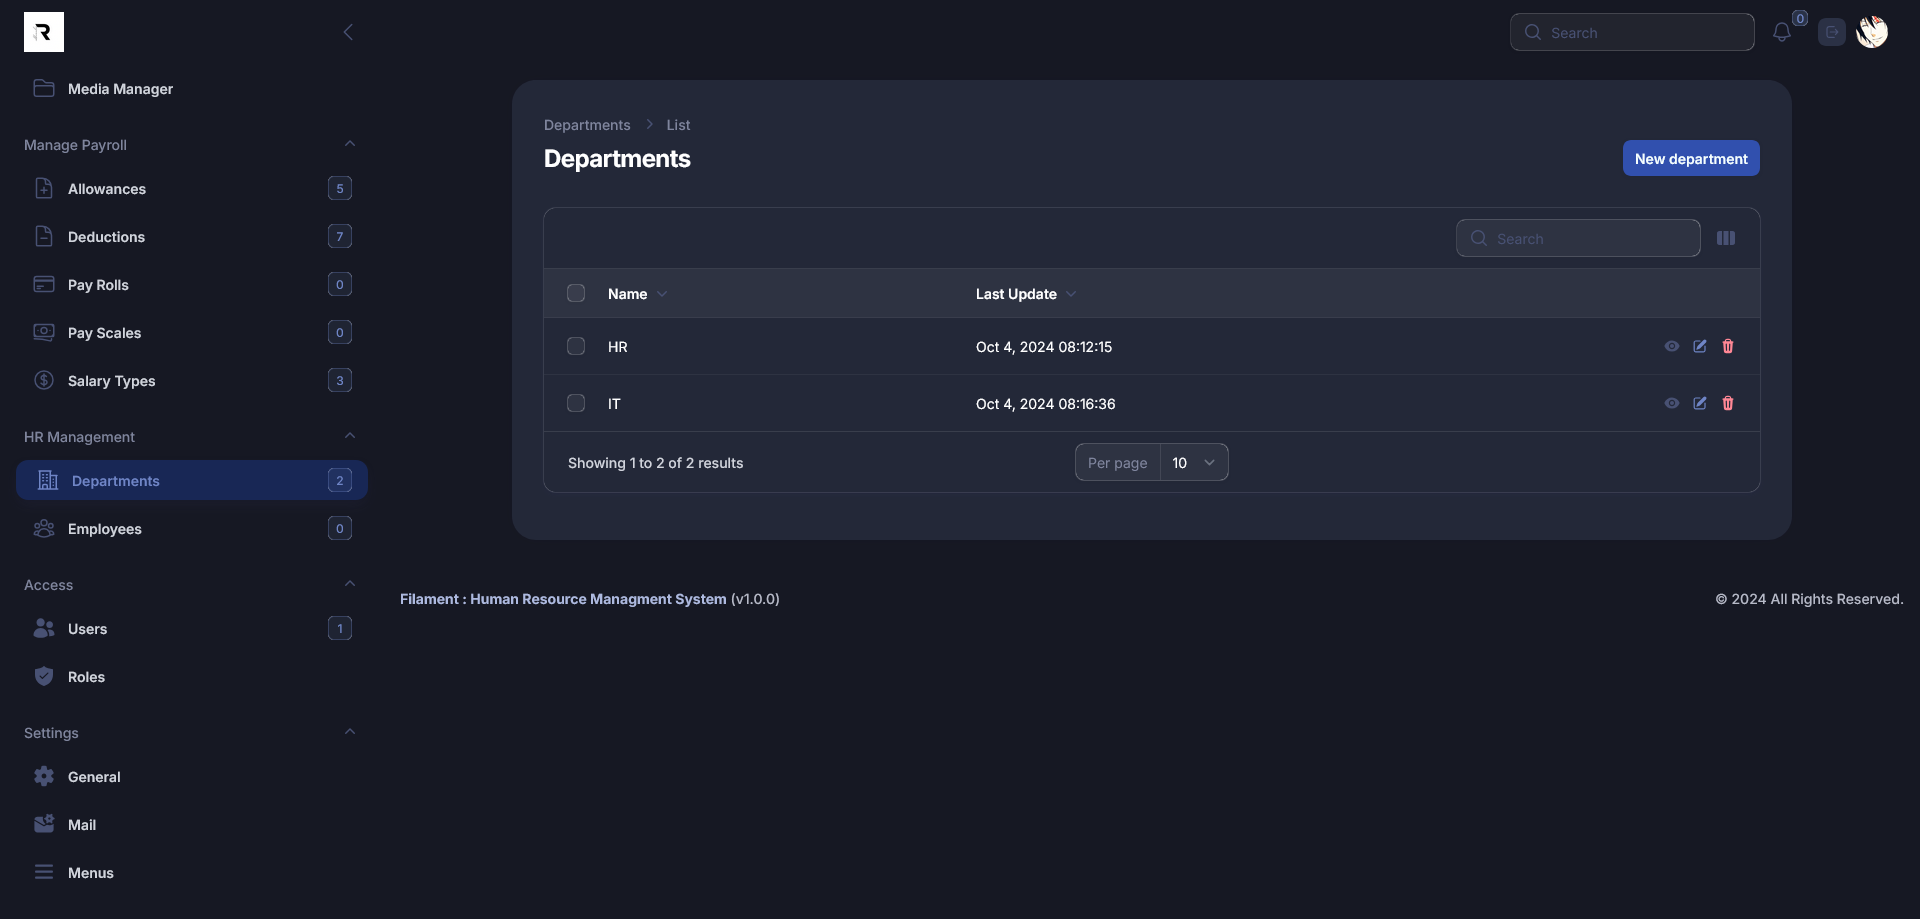 R
Search
0
Media Manager
Manage Payroll
Allowances 5
Deductions 7
Pay Rolls 0
Pay Scales 0
Salary Types 3
HR Management
Departments 2
Employees 0
Access
Users 1
Roles
Settings
General
Mail
Menus
Departments List
Departments
New department
Search
Name Last Update
HR Oct 4, 2024 08:12:15
IT Oct 4, 2024 08:16:36
Showing 1 to 2 of 2 results Per page 10
Filament : Human Resource Managment System (v1.0.0) © 2024 All Rights Reserved.